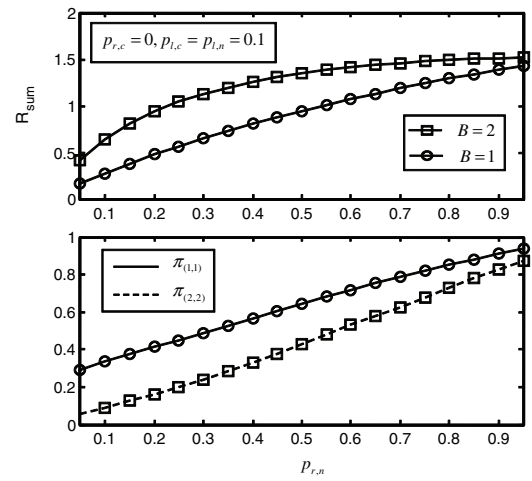 2
1.5
1
0.5
0
R_sum
p_{r,c} = 0, p_{l,c} = p_{l,n} = 0.1
B = 2
B = 1
0.1 0.2 0.3 0.4 0.5 0.6 0.7 0.8 0.9
1
0.8
0.6
0.4
0.2
0
π_{(1,1)}
π_{(2,2)}
0.1 0.2 0.3 0.4 0.5 0.6 0.7 0.8 0.9
p_{r,n}